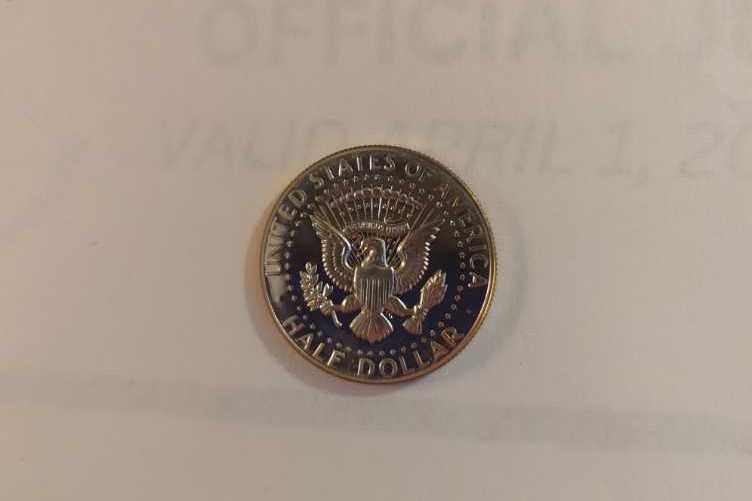 OFFICIAL
VALID APRIL 1, 20
UNITED STATES OF AMERICA
HALF DOLLAR